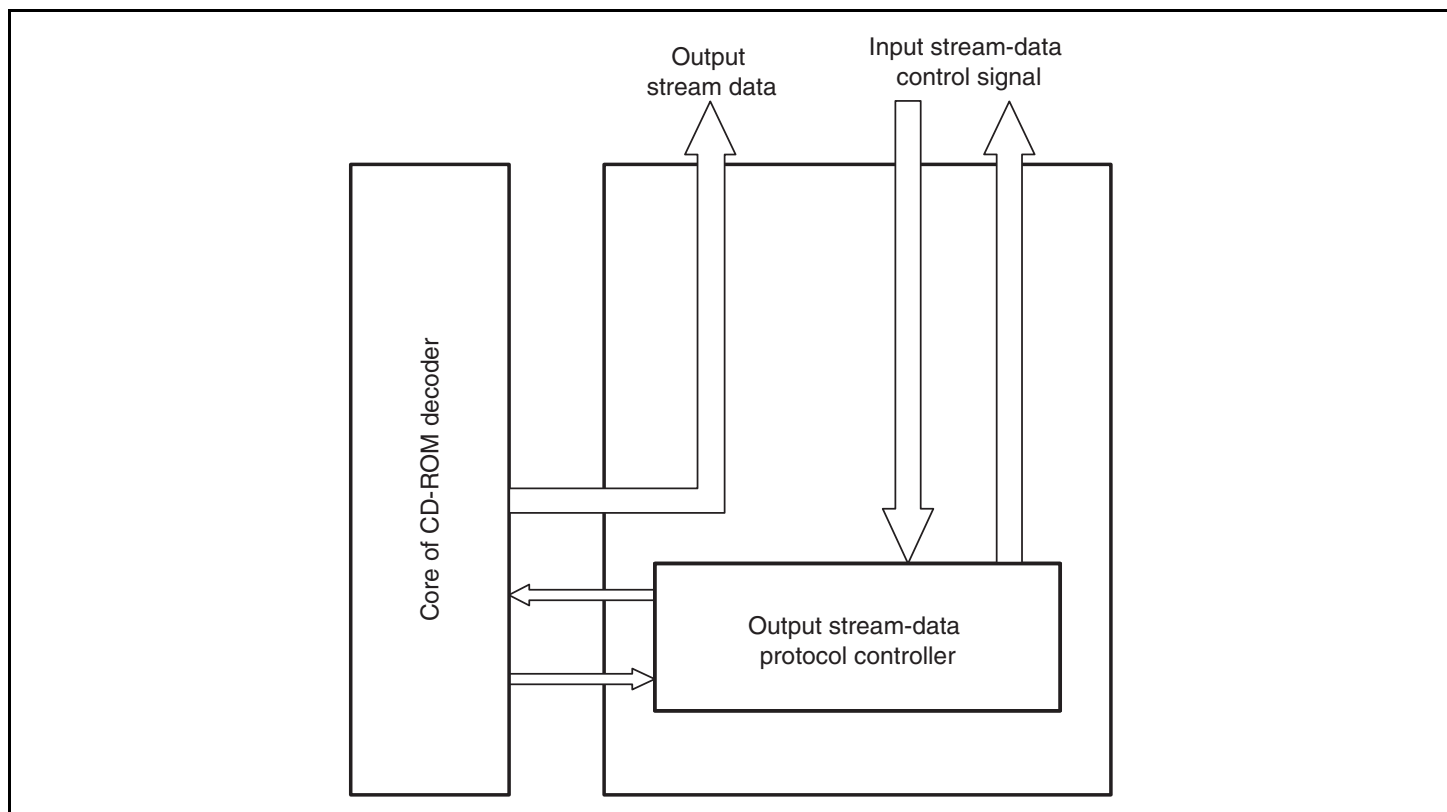 Output
stream data
Input stream-data
control signal
Core of CD-ROM decoder
Output stream-data
protocol controller